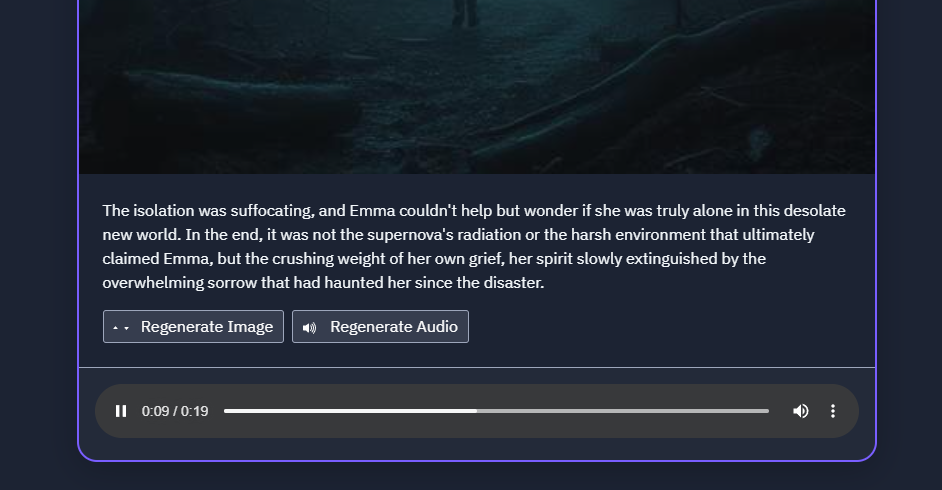 The isolation was suffocating, and Emma couldn't help but wonder if she was truly alone in this desolate
new world. In the end, it was not the supernova's radiation or the harsh environment that ultimately
claimed Emma, but the crushing weight of her own grief, her spirit slowly extinguished by the
overwhelming sorrow that had haunted her since the disaster.
Regenerate Image Regenerate Audio
0:09 / 0:19